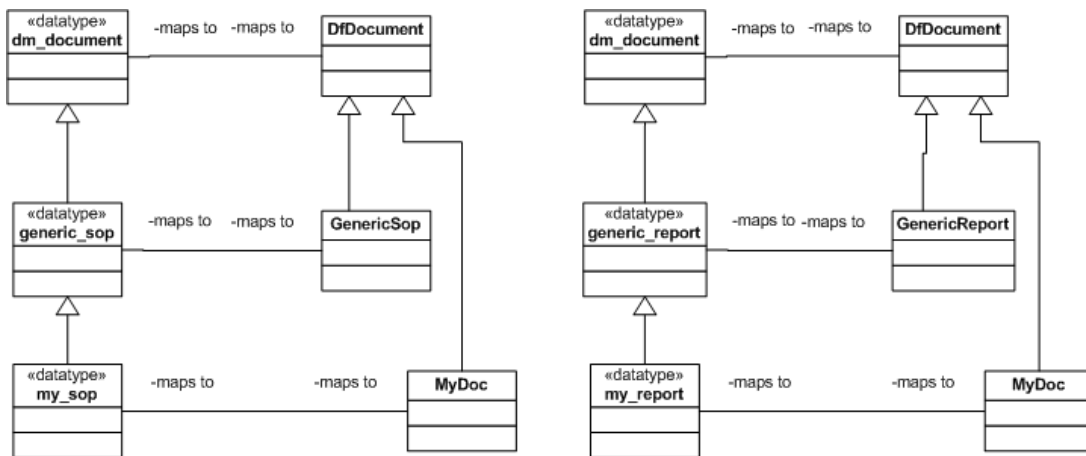 «datatype»
dm_document
-maps to -maps to
DfDocument
«datatype»
generic_sop
-maps to -maps to
GenericSop
«datatype»
my_sop
-maps to -maps to
MyDoc
«datatype»
dm_document
-maps to -maps to
DfDocument
«datatype»
generic_report
-maps to -maps to
GenericReport
«datatype»
my_report
-maps to -maps to
MyDoc